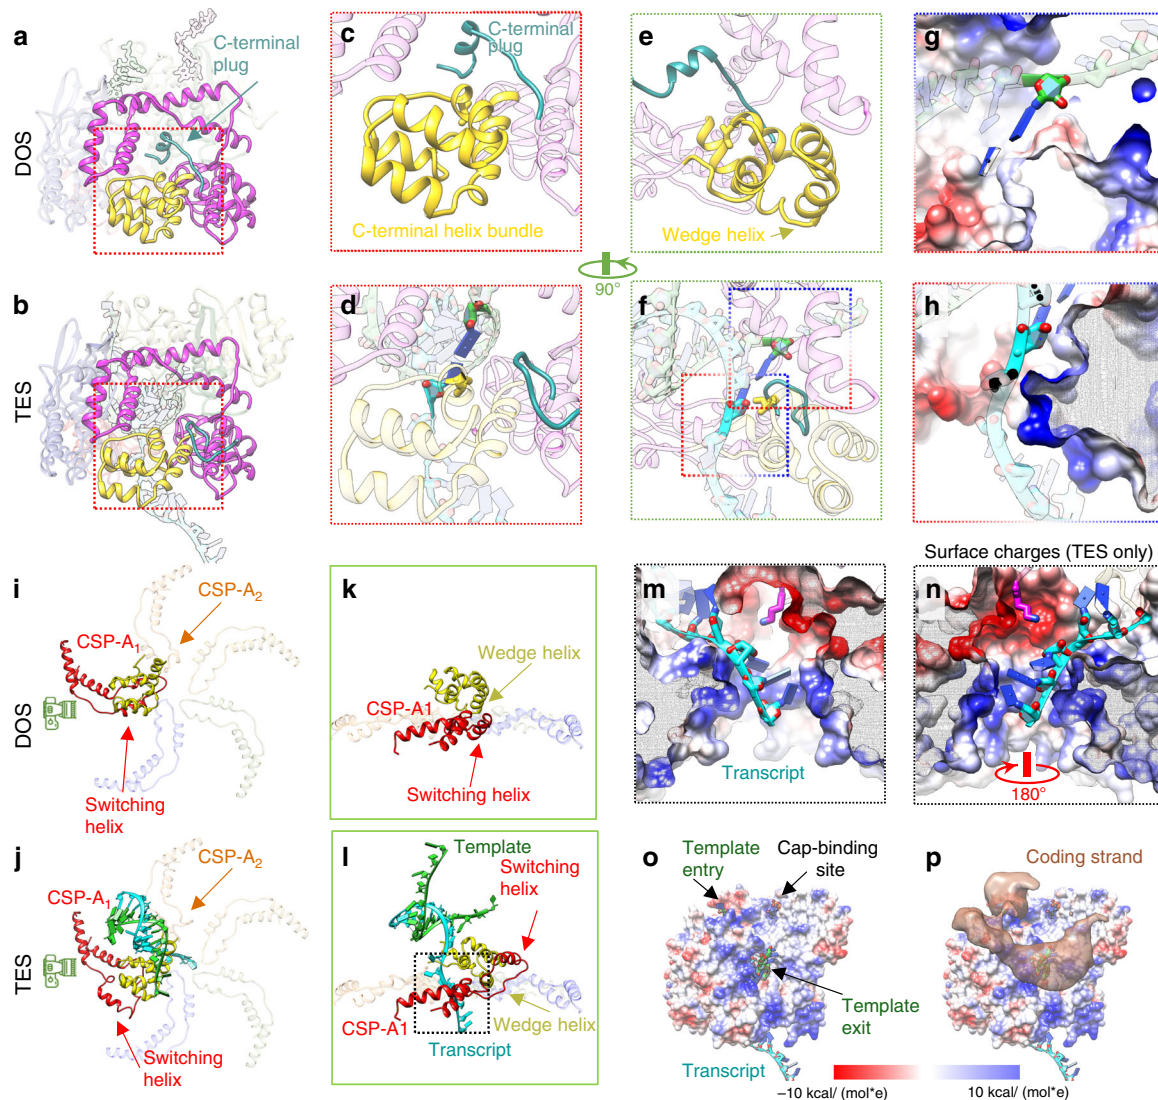 a
C-terminal
plug
DOS
c
C-terminal
plug
C-terminal helix bundle
e
Wedge helix
g
90°
b
TES
d
f
h
i
CSP-A2
CSP-A1
DOS
Switching
helix
k
Wedge helix
CSP-A1
Switching helix
m
Transcript
Surface charges (TES only)
n
180°
j
CSP-A2
CSP-A1
TES
Switching
helix
l
Template
Switching
helix
CSP-A1
Wedge helix
Transcript
o
Template
entry
Cap-binding
site
Template
exit
Transcript
p
Coding strand
–10 kcal/ (mol*e)
10 kcal/ (mol*e)